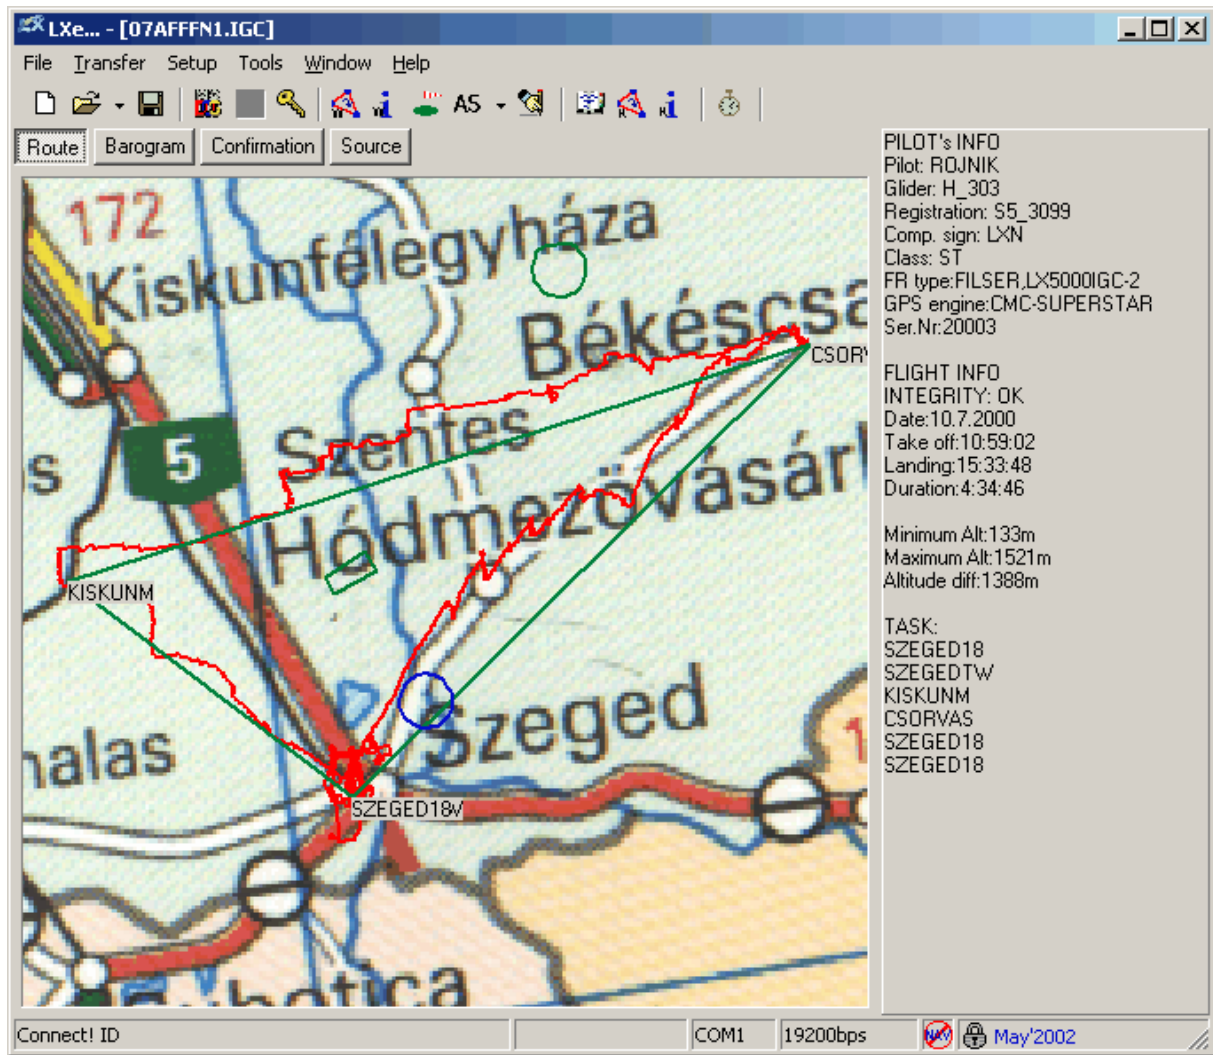 LXe... - [07AFFFN1.IGC]
File Transfer Setup Tools Window Help
AS
Route Barogram Confirmation Source
172
Kiskunfélegyháza
Békéscsa
CSORV
Szentes
5
s
Hódmezővásárh
KISKUNM
Szeged
halas
1
SZEGED18V
PILOT's INFO
Pilot: ROJNIK
Glider: H_303
Registration: S5_3099
Comp. sign: LXN
Class: ST
FR type:FILSER,LX5000IGC-2
GPS engine:CMC-SUPERSTAR
Ser.Nr:20003
FLIGHT INFO
INTEGRITY: OK
Date:10.7.2000
Take off:10:59:02
Landing:15:33:48
Duration:4:34:46
Minimum Alt:133m
Maximum Alt:1521m
Altitude diff:1388m
TASK:
SZEGED18
SZEGEDTW
KISKUNM
CSORVAS
SZEGED18
SZEGED18
Connect! ID COM1 19200bps NAV May'2002